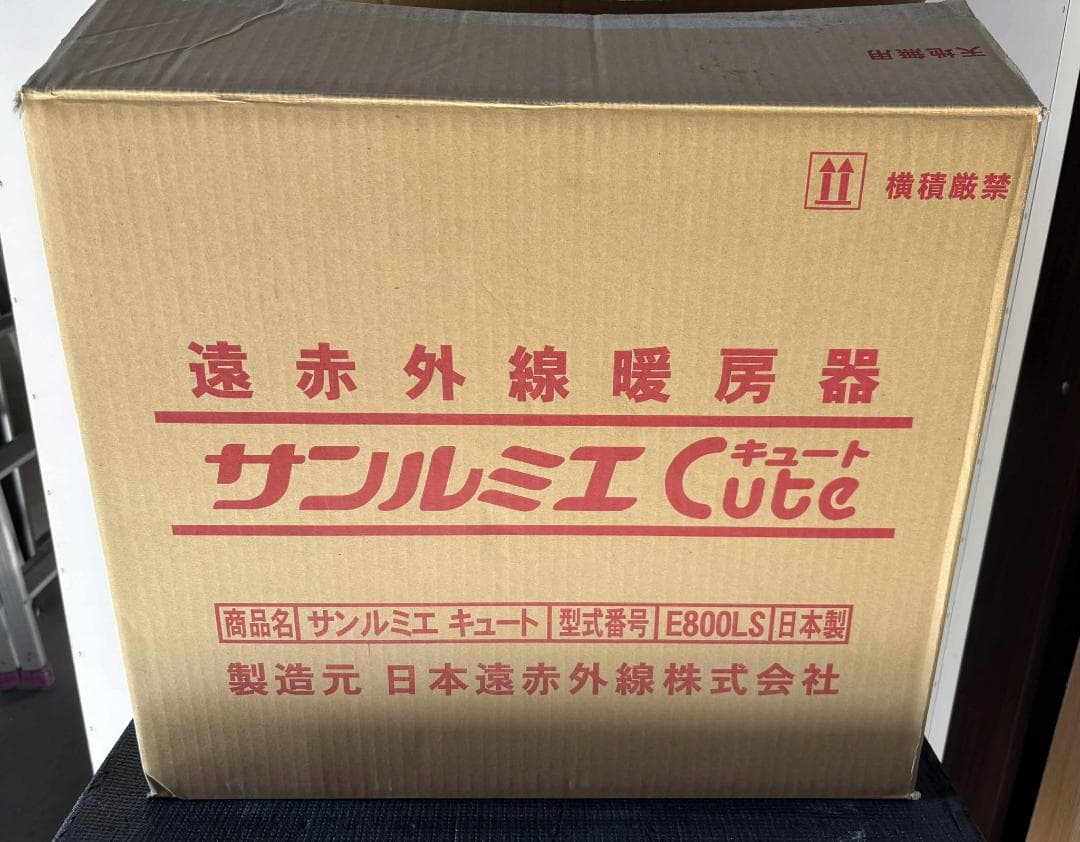 天地無用
横積厳禁
遠赤外線暖房器
サンルミエ Cute キュート
商品名 サンルミエ キュート 型式番号 E800LS 日本製
製造元 日本遠赤外線株式会社